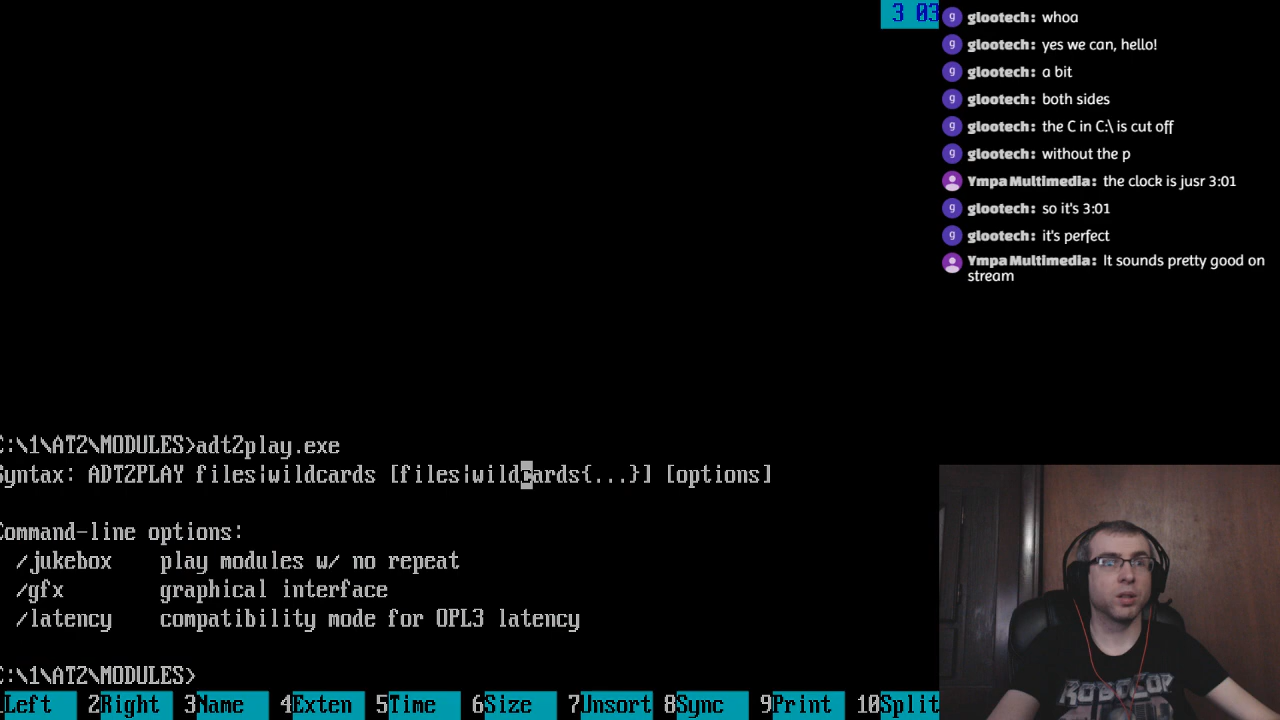 3 03
g glootech: whoa
g glootech: yes we can, hello!
g glootech: a bit
g glootech: both sides
g glootech: the C in C:\ is cut off
g glootech: without the p
Ympa Multimedia: the clock is jusr 3:01
g glootech: so it's 3:01
g glootech: it's perfect
Ympa Multimedia: It sounds pretty good on
stream
C:\1\AT2\MODULES>adt2play.exe
Syntax: ADT2PLAY files|wildcards [files|wildcards{...}] [options]
Command-line options:
/jukebox play modules w/ no repeat
/gfx graphical interface
/latency compatibility mode for OPL3 latency
C:\1\AT2\MODULES>
1Left 2Right 3Name 4Exten 5Time 6Size 7Unsort 8Sync 9Print 10Split
ROBOCOP